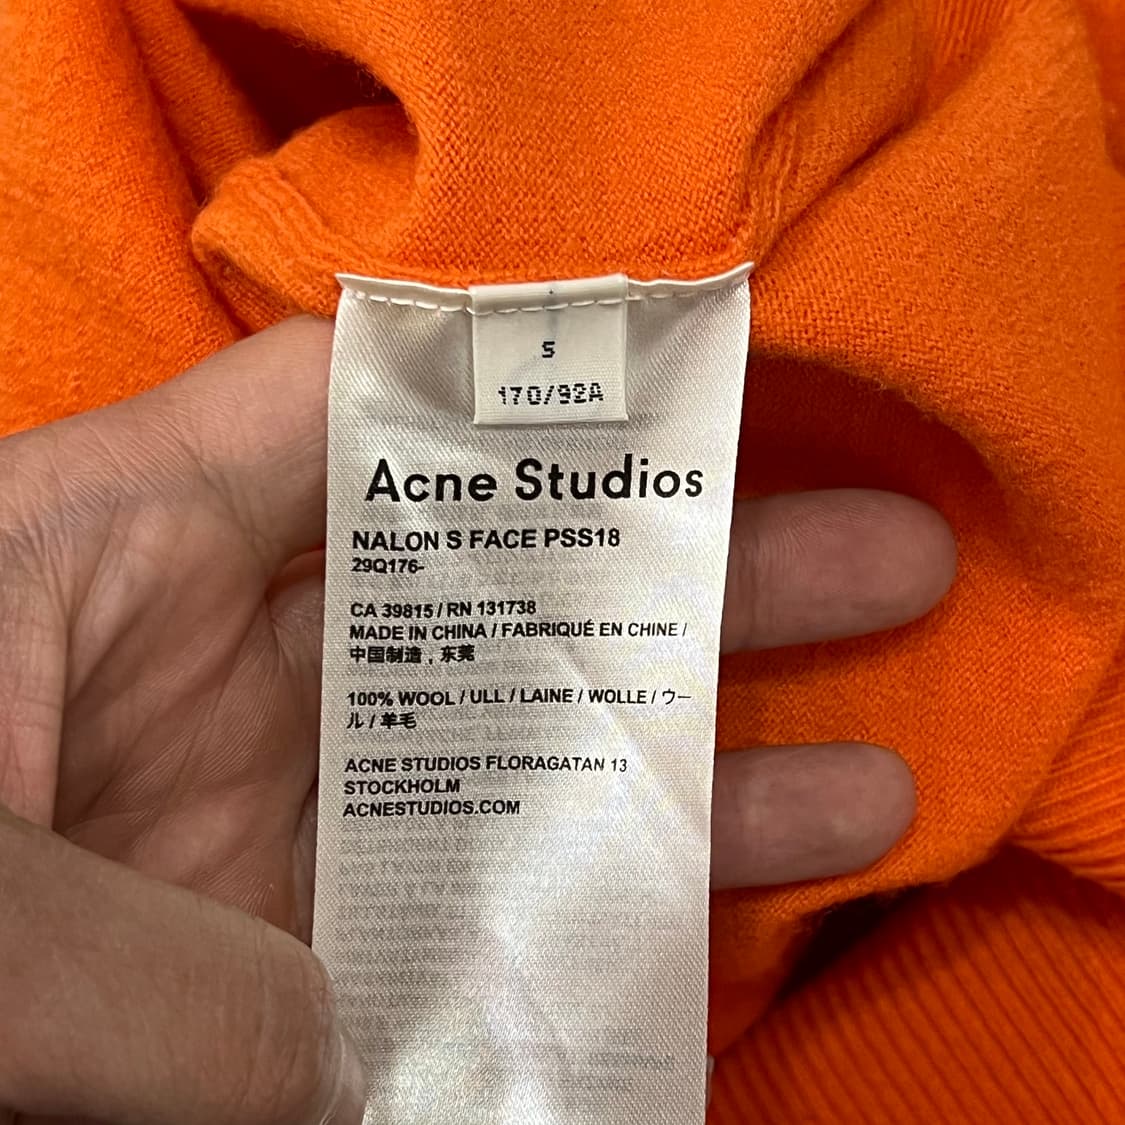 S
170/92A
Acne Studios
NALON S FACE PSS18
29Q176-
CA 39815 / RN 131738
MADE IN CHINA / FABRIQUÉ EN CHINE /
中国制造，东莞
100% WOOL / ULL / LAINE / WOLLE / ウー
ル / 羊毛
ACNE STUDIOS FLORAGATAN 13
STOCKHOLM
ACNESTUDIOS.COM